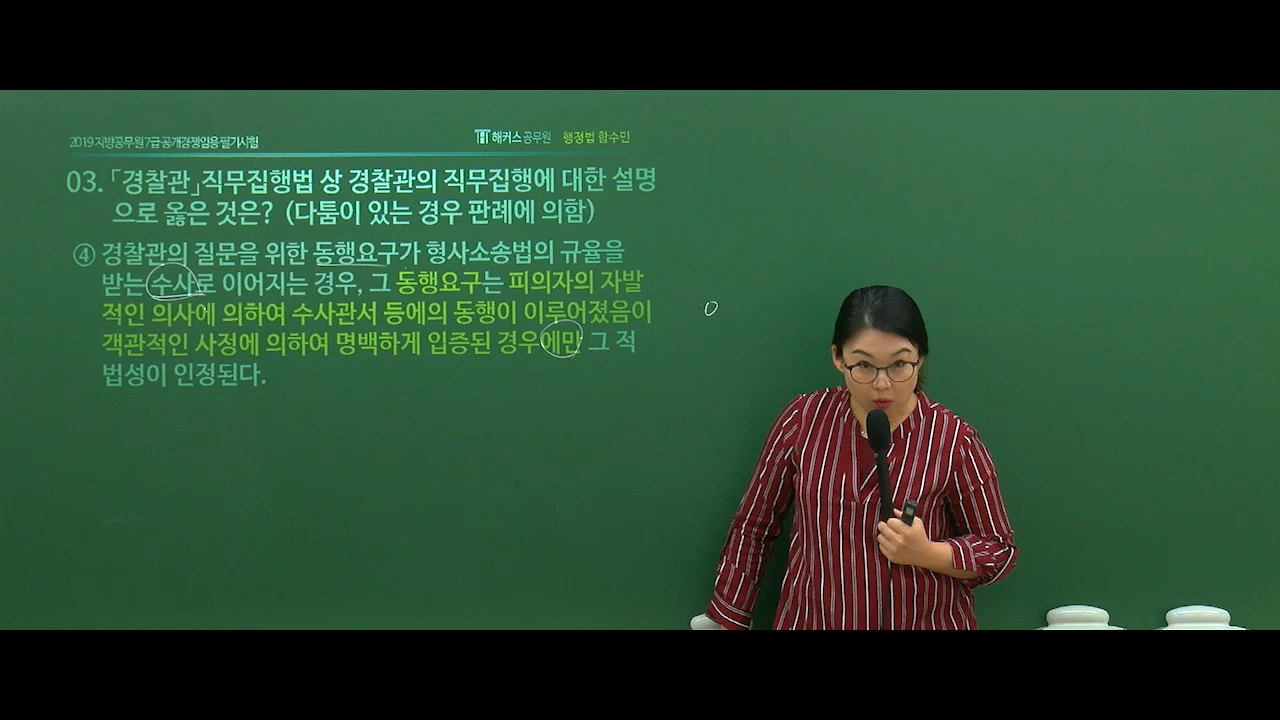 2019 지방공무원 7급 공개경쟁임용 필기시험
해커스공무원 행정법 함수민
03. 「경찰관」직무집행법 상 경찰관의 직무집행에 대한 설명
으로 옳은 것은? (다툼이 있는 경우 판례에 의함)
④ 경찰관의 질문을 위한 동행요구가 형사소송법의 규율을
받는 수사로 이어지는 경우, 그 동행요구는 피의자의 자발
적인 의사에 의하여 수사관서 등에의 동행이 이루어졌음이
객관적인 사정에 의하여 명백하게 입증된 경우에만 그 적
법성이 인정된다.